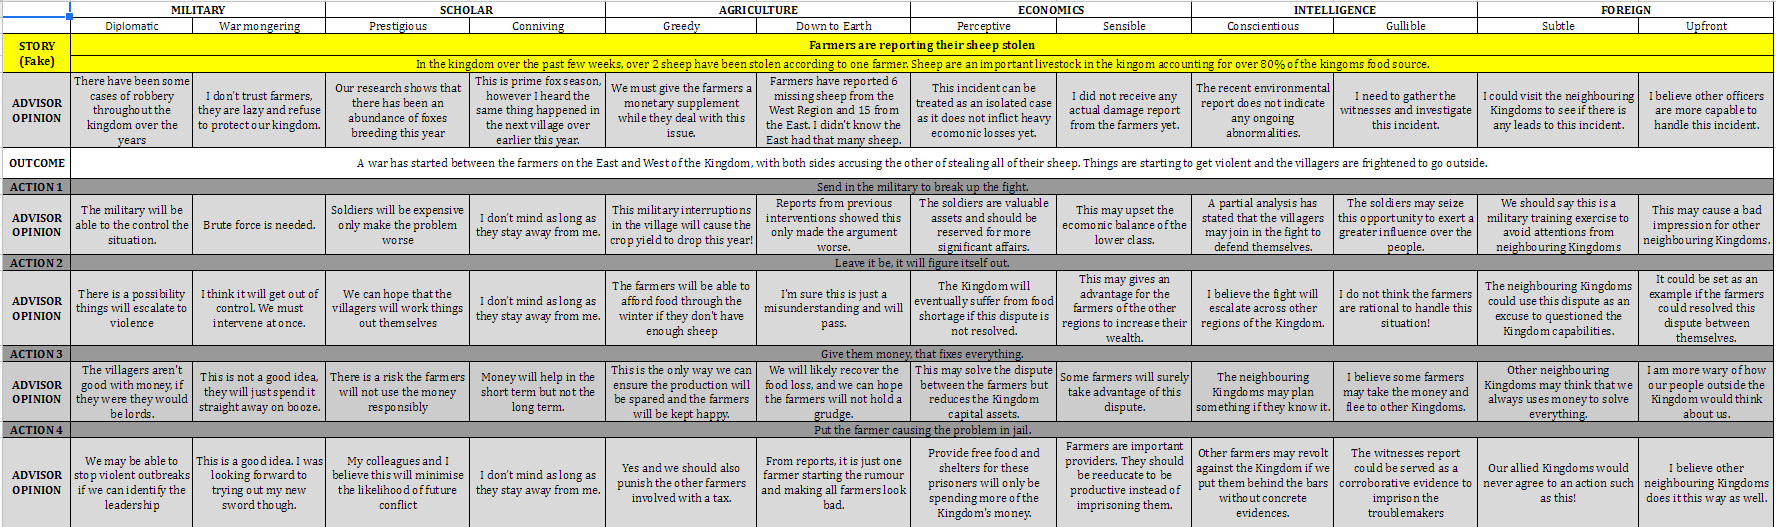 MILITARY SCHOLAR AGRICULTURE ECONOMICS INTELLIGENCE FOREIGN
Diplomatic War mongering Prestigious Conniving Greedy Down to Earth Perceptive Sensible Conscientious Gullible Subtle Upfront
STORY
(Fake)
Farmers are reporting their sheep stolen
In the kingdom over the past few weeks, over 2 sheep have been stolen according to one farmer. Sheep are an important livestock in the kingom accounting for over 80% of the kingoms food source.
ADVISOR
OPINION
There have been some
cases of robbery
throughout the
kingdom over the
years
I don't trust farmers,
they are lazy and refuse
to protect our kingdom.
Our research shows that
there has been an
abundance of foxes
breeding this year
This is prime fox season,
however I heard the
same thing happened in
the next village over
earlier this year.
We must give the farmers a
monetary supplement
while they deal with this
issue.
Farmers have reported 6
missing sheep from the
West Region and 15 from
the East. I didn't know the
East had that many sheep.
This incident can be
treated as an isolated case
as it does not inflict heavy
ecomonic losses yet.
I did not receive any
actual damage report
from the farmers yet.
The recent environmental
report does not indicate
any ongoing
abnormalities.
I need to gather the
witnesses and investigate
this incident.
I could visit the neighbouring
Kingdoms to see if there is
any leads to this incident.
I believe other officers
are more capable to
handle this incident.
OUTCOME
A war has started between the farmers on the East and West of the Kingdom, with both sides accusing the other of stealing all of their sheep. Things are starting to get violent and the villagers are frightened to go outside.
ACTION 1
Send in the military to break up the fight.
ADVISOR
OPINION
The military will be
able to the control the
situation.
Brute force is needed.
Soldiers will be expensive
only make the problem
worse
I don't mind as long as
they stay away from me.
This military interruptions
in the village will cause the
crop yield to drop this year!
Reports from previous
interventions showed this
only made the argument
worse.
The soldiers are valuable
assets and should be
reserved for more
significant affairs.
This may upset the
ecomonic balance of the
lower class.
A partial analysis has
stated that the villagers
may join in the fight to
defend themselves.
The soldiers may seize
this opportunity to exert a
greater influence over the
people.
We should say this is a
military training exercise to
avoid attentions from
neighbouring Kingdoms
This may cause a bad
impression for other
neighbouring Kingdoms.
ACTION 2
Leave it be, it will figure itself out.
ADVISOR
OPINION
There is a possibility
things will escalate to
violence
I think it will get out of
control. We must
intervene at once.
We can hope that the
villagers will work things
out themselves
I don't mind as long as
they stay away from me.
The farmers will be able to
afford food through the
winter if they don't have
enough sheep
I'm sure this is just a
misunderstanding and will
pass.
The Kingdom will
eventually suffer from food
shortage if this dispute is
not resolved.
This may gives an
advantage for the
farmers of the other
regions to increase their
wealth.
I believe the fight will
escalate across other
regions of the Kingdom.
I do not think the farmers
are rational to handle this
situation!
The neighbouring Kingdoms
could use this dispute as an
excuse to questioned the
Kingdom capabilities.
It could be set as an
example if the farmers
could resolved this
dispute between
themselves.
ACTION 3
Give them money, that fixes everything.
ADVISOR
OPINION
The villagers aren't
good with money, if
they were they would
be lords.
This is not a good idea,
they will just spend it
straight away on booze.
There is a risk the farmers
will not use the money
responsibly
Money will help in the
short term but not the
long term.
This is the only way we can
ensure the production will
be spared and the farmers
will be kept happy.
We will likely recover the
food loss, and we can hope
the farmers will not hold a
grudge.
This may solve the dispute
between the farmers but
reduces the Kingdom
capital assets.
Some farmers will surely
take advantage of this
dispute.
The neighbouring
Kingdoms may plan
something if they know it.
I believe some farmers
may take the money and
flee to other Kingdoms.
Other neighbouring
Kingdoms may think that we
always uses money to solve
everything.
I am more wary of how
our people outside the
Kingdom would think
about us.
ACTION 4
Put the farmer causing the problem in jail.
ADVISOR
OPINION
We may be able to
stop violent outbreaks
if we can identify the
leadership
This is a good idea. I was
looking forward to
trying out my new
sword though.
My colleagues and I
believe this will minimise
the likelihood of future
conflict
I don't mind as long as
they stay away from me.
Yes and we should also
punish the other farmers
involved with a tax.
From reports, it is just one
farmer starting the rumour
and making all farmers look
bad.
Provide free food and
shelters for these
prisoners will only be
spending more of the
Kingdom's money.
Farmers are important
providers. They should
be reeducate to be
productive instead of
imprisoning them.
Other farmers may revolt
against the Kingdom if we
put them behind the bars
without concrete
evidences.
The witnesses report
could be served as a
corroborative evidence to
imprison the
troublemakers
Our allied Kingdoms would
never agree to an action such
as this!
I believe other
neighbouring Kingdoms
does it this way as well.